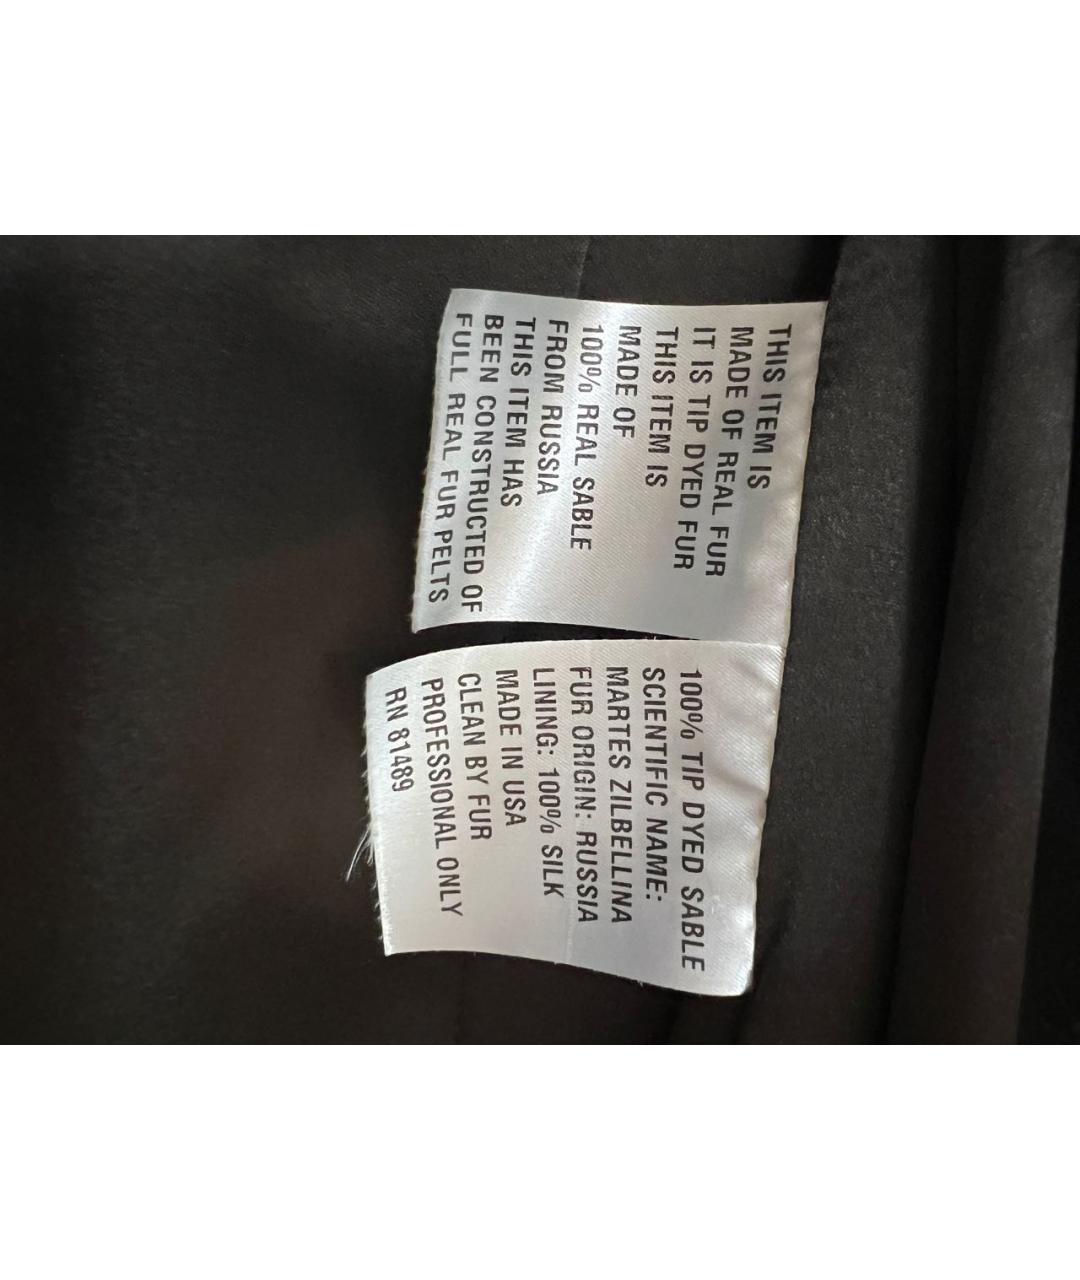 THIS ITEM IS
MADE OF REAL FUR
IT IS TIP DYED FUR
THIS ITEM IS
MADE OF
100% REAL SABLE
FROM RUSSIA
THIS ITEM HAS
BEEN CONSTRUCTED OF
FULL REAL FUR PELTS
100% TIP DYED SABLE
SCIENTIFIC NAME:
MARTES ZILBELLINA
FUR ORIGIN: RUSSIA
LINING: 100% SILK
MADE IN USA
CLEAN BY FUR
PROFESSIONAL ONLY
RN 81489